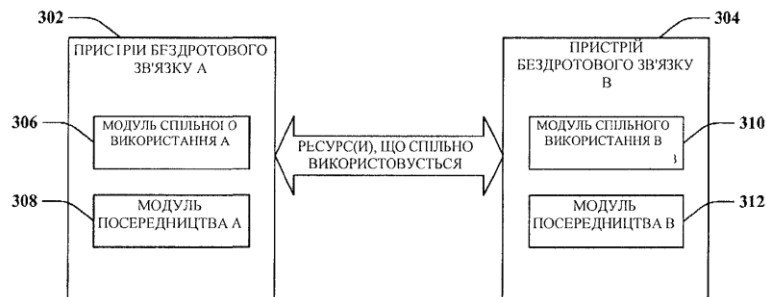 302
304
ПРИСТРІЙ БЕЗДРОТОВОГО
ЗВ'ЯЗКУ А
ПРИСТРІЙ
БЕЗДРОТОВОГО ЗВ'ЯЗКУ
В
306
МОДУЛЬ СПІЛЬНОГО
ВИКОРИСТАННЯ А
РЕСУРС(И), ЩО СПІЛЬНО
ВИКОРИСТОВУЄТЬСЯ
МОДУЛЬ СПІЛЬНОГО
ВИКОРИСТАННЯ В
В
310
308
МОДУЛЬ
ПОСЕРЕДНИЦТВА А
МОДУЛЬ
ПОСЕРЕДНИЦТВА В
312